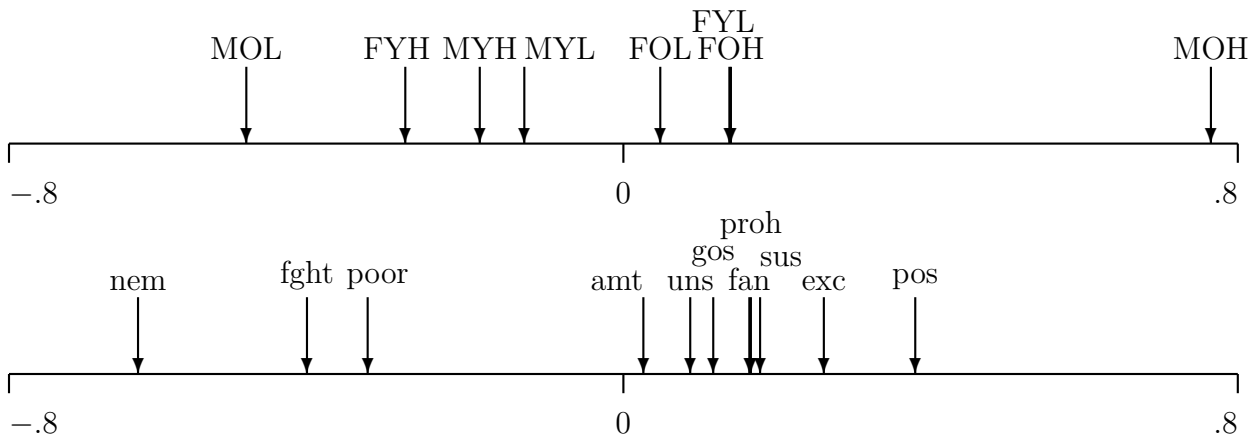 FYL
MOL FYH MYH MYL FOL FOH MOH
−.8 0 .8
proh
gos sus
nem fght poor amt uns fan exc pos
−.8 0 .8